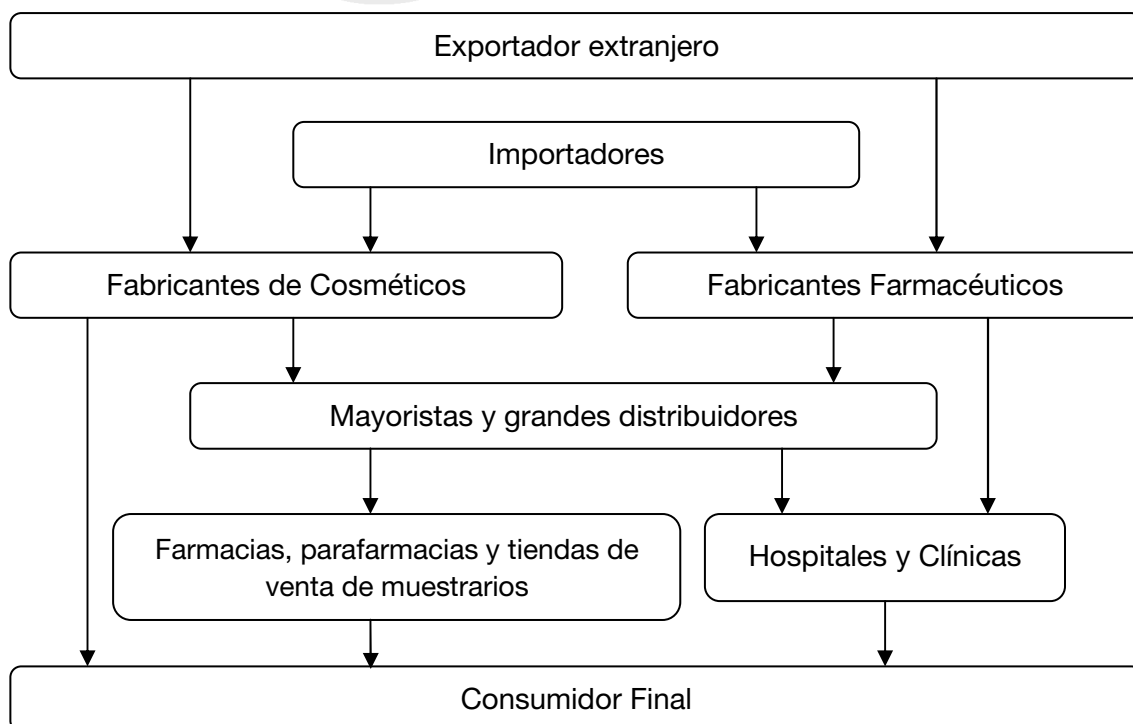 Exportador extranjero
Importadores
Fabricantes de Cosméticos
Fabricantes Farmacéuticos
Mayoristas y grandes distribuidores
Farmacias, parafarmacias y tiendas de
venta de muestrarios
Hospitales y Clínicas
Consumidor Final